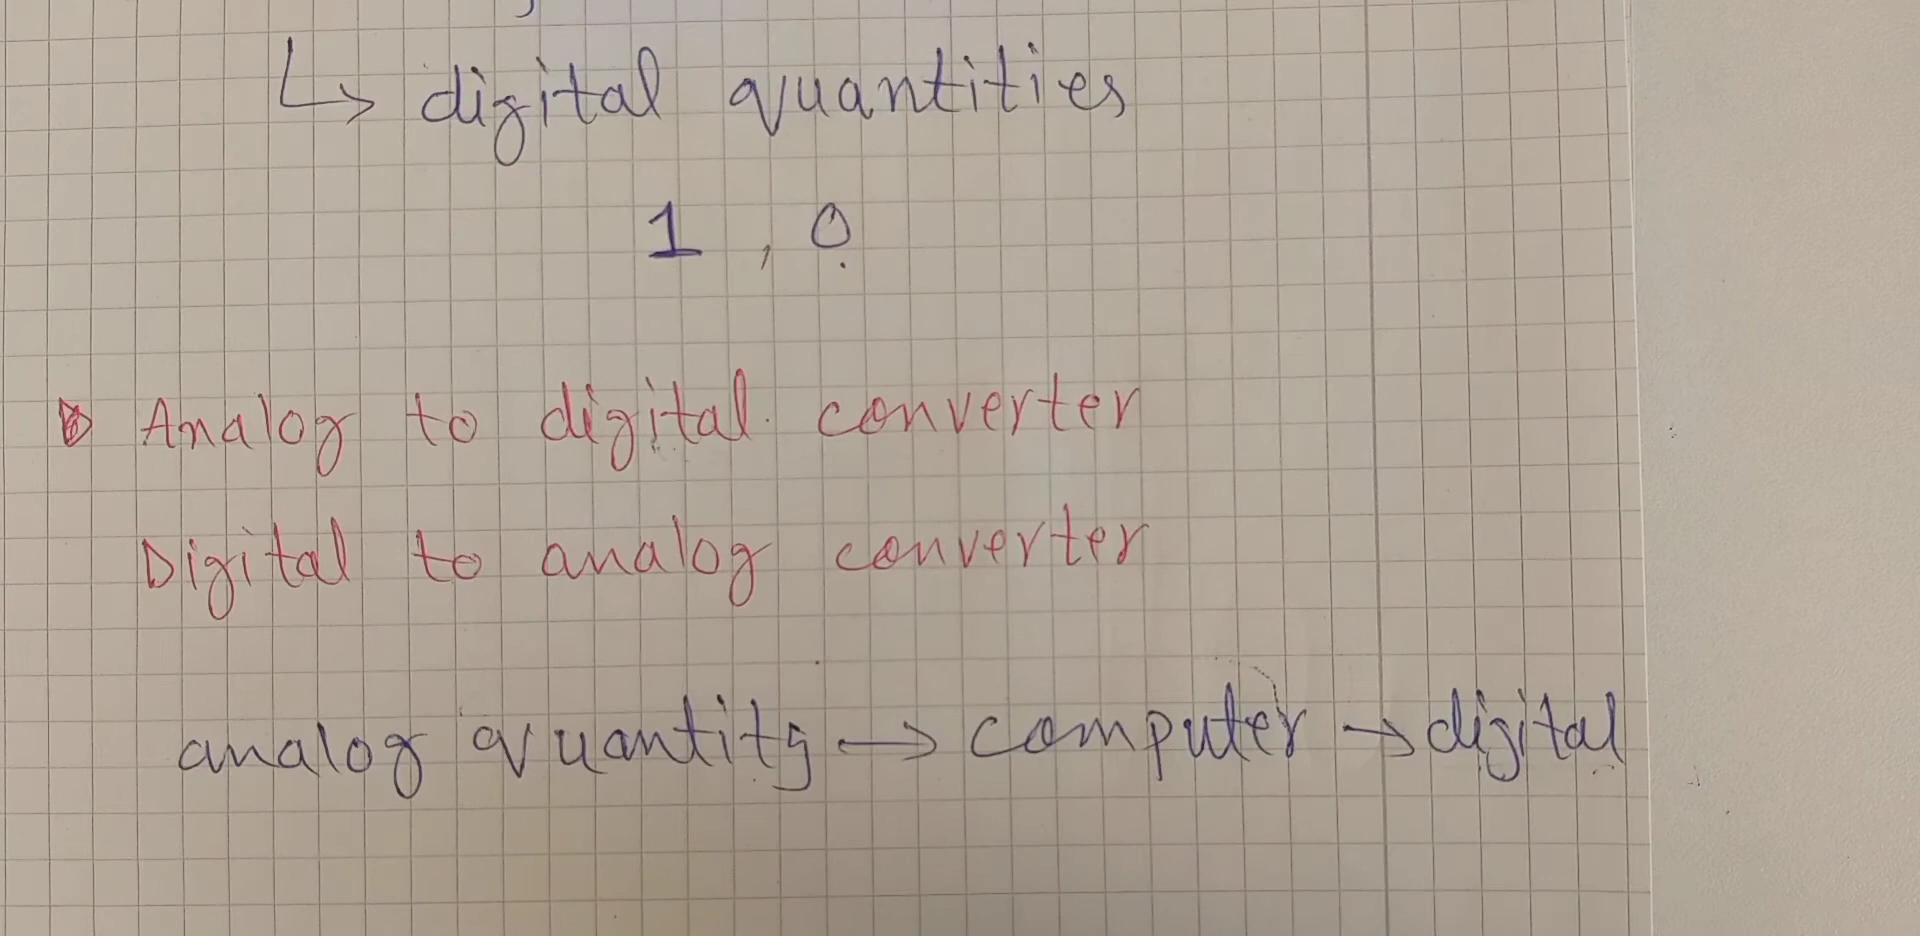 ↳ digital quantities
1 , 0
Analog to digital converter
Digital to analog converter
analog quantity → computer → digital